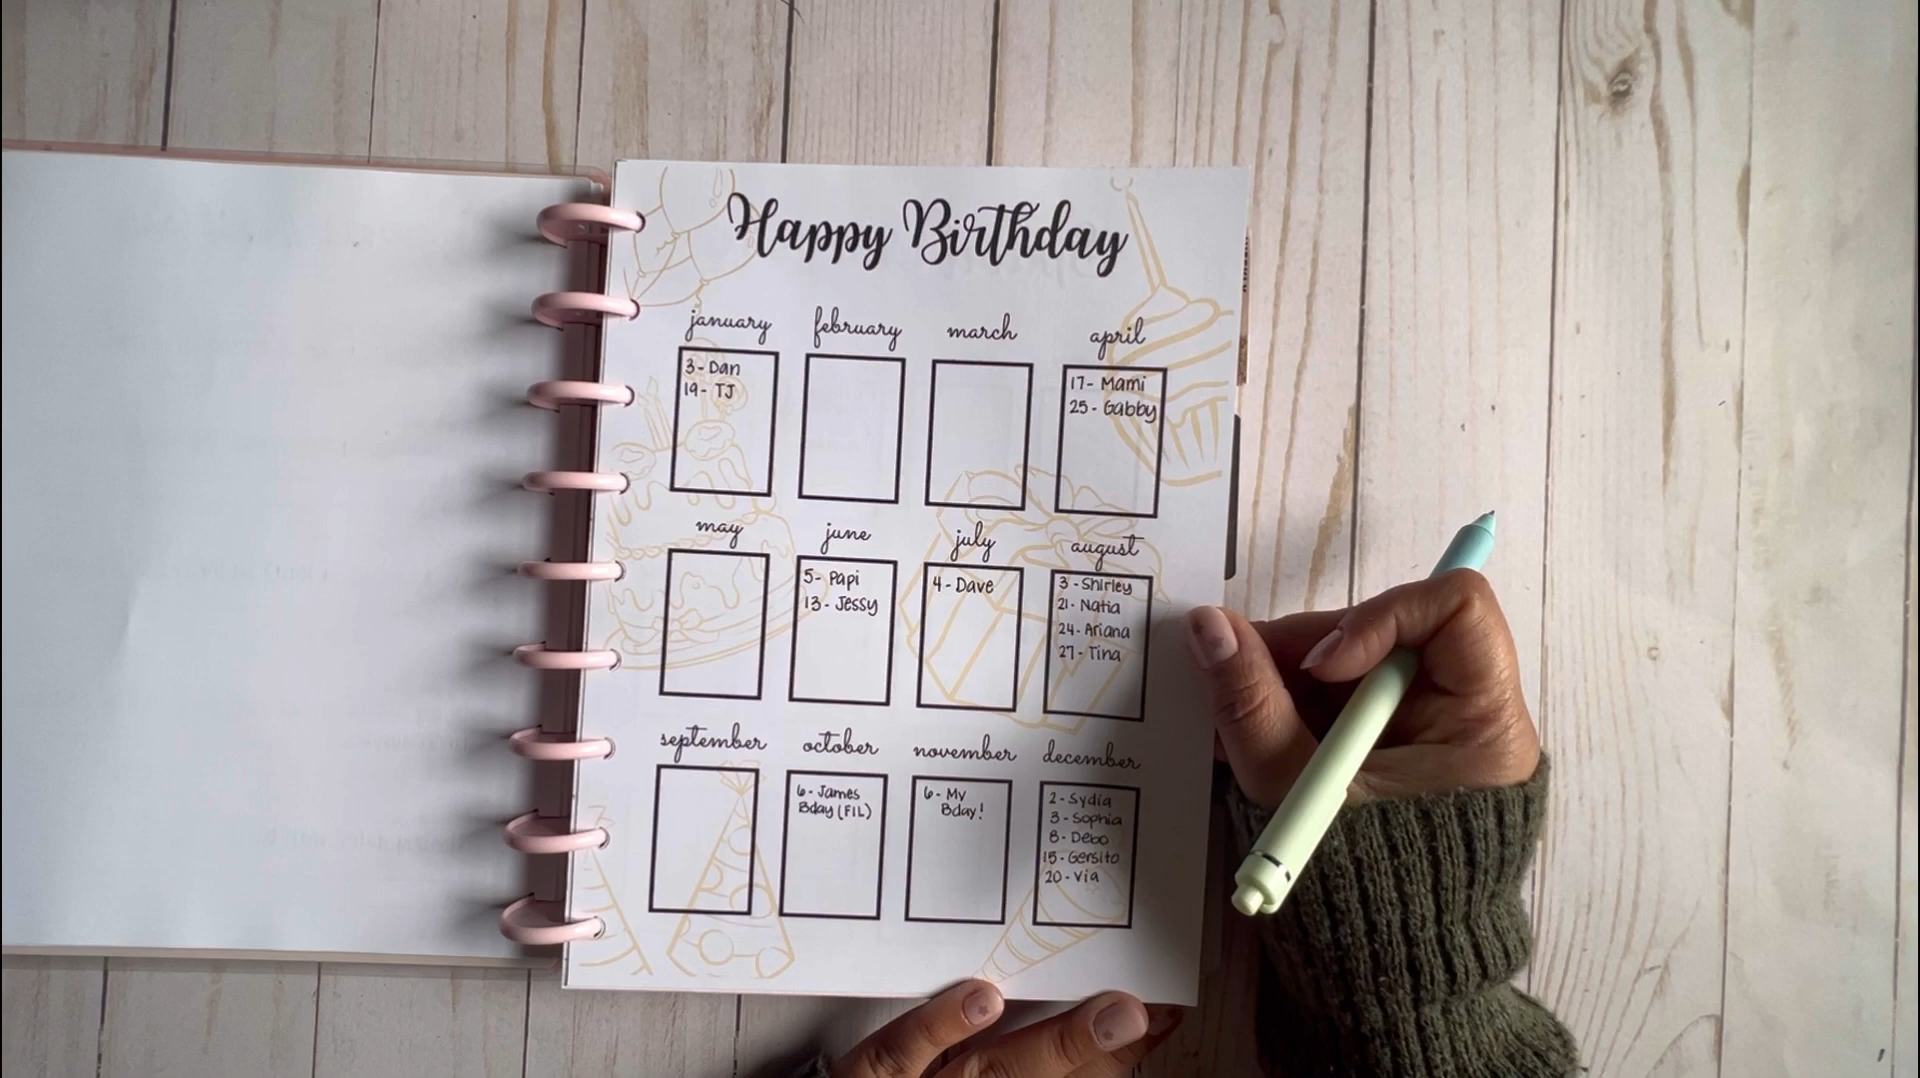 Happy Birthday
january
3- Dan
19- TJ
february
march
april
17- Mami
25- Gabby
may
june
5- Papi
13- Jessy
july
4- Dave
august
3 - Shirley
21- Natia
24- Ariana
27- Tina
september
october
6- James
Bday (FIL)
november
6- My
Bday!
december
2- Sydia
3- Sophia
8- Debo
15- Gersito
20- Via